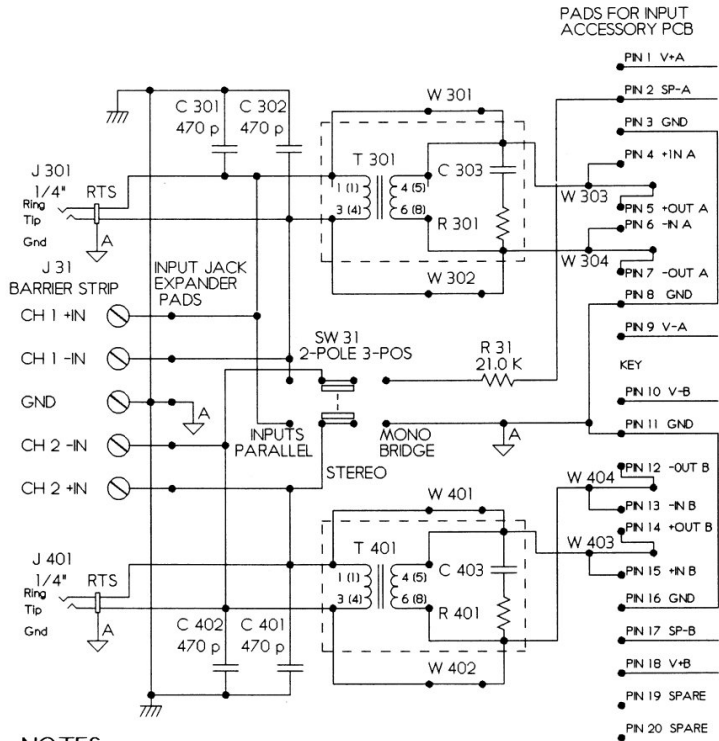 PADS FOR INPUT
ACCESSORY PCB
PIN 1 V+A
PIN 2 SP-A
PIN 3 GND
PIN 4 +IN A
PIN 5 +OUT A
PIN 6 -IN A
PIN 7 -OUT A
PIN 8 GND
PIN 9 V-A
KEY
PIN 10 V-B
PIN 11 GND
PIN 12 -OUT B
PIN 13 -IN B
PIN 14 +OUT B
PIN 15 +IN B
PIN 16 GND
PIN 17 SP-B
PIN 18 V+B
PIN 19 SPARE
PIN 20 SPARE
C 301
470 p
C 302
470 p
W 301
T 301
1 (1)
3 (4)
4 (5)
6 (8)
C 303
R 301
W 303
W 304
W 302
J 301
1/4"
RTS
Ring
Tip
Gnd
A
J 31
BARRIER STRIP
INPUT JACK
EXPANDER
PADS
CH 1 +IN
CH 1 -IN
GND
A
CH 2 -IN
CH 2 +IN
SW 31
2-POLE 3-POS
R 31
21.0 K
INPUTS
PARALLEL
STEREO
MONO
BRIDGE
A
W 404
W 401
W 403
T 401
1 (1)
3 (4)
4 (5)
6 (8)
C 403
R 401
W 402
J 401
1/4"
RTS
Ring
Tip
Gnd
A
C 402
470 p
C 401
470 p
NOTES